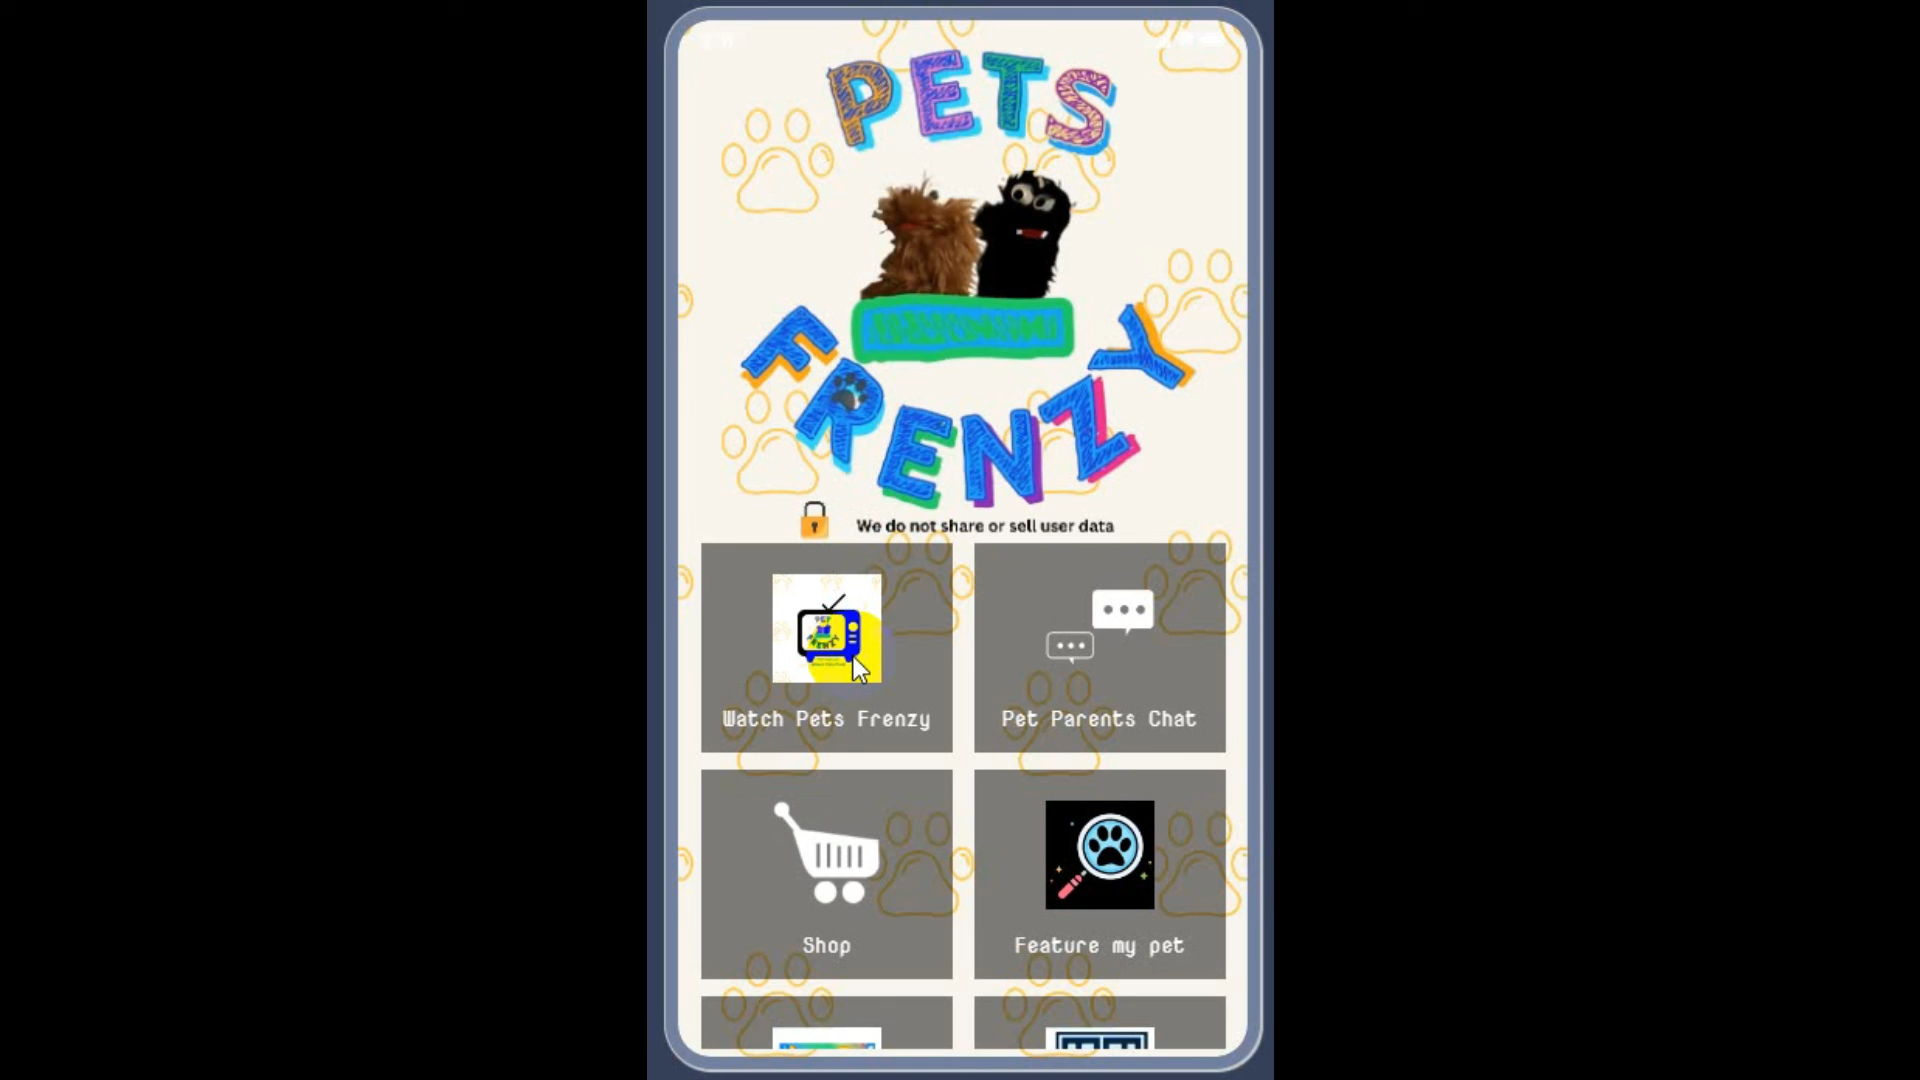 PETS
FRENZY
We do not share or sell user data
Watch Pets Frenzy
Pet Parents Chat
Shop
Feature my pet